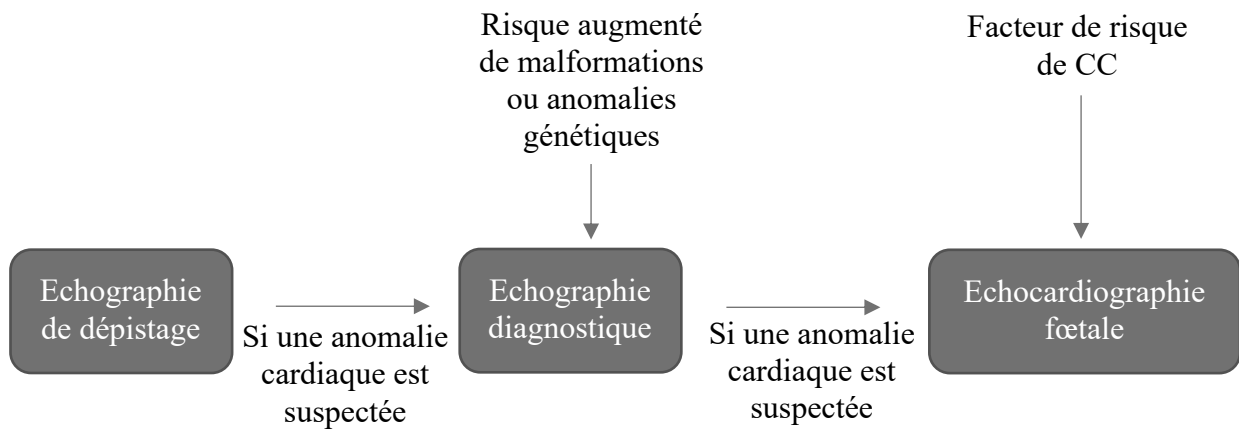 Risque augmenté
de malformations
ou anomalies
génétiques
Facteur de risque
de CC
Echographie
de dépistage
Si une anomalie
cardiaque est
suspectée
Echographie
diagnostique
Si une anomalie
cardiaque est
suspectée
Echocardiographie
fœtale